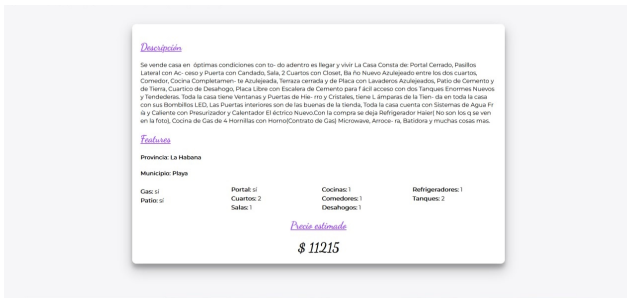 Descripción
Se vende casa en óptimas condiciones con to- do adentro es llegar y vivir La Casa Consta de: Portal Cerrado, Pasillos
Lateral con Ac- ceso y Puerta con Candado, Sala, 2 Cuartos con Closet, Ba ño Nuevo Azulejeado entre los dos cuartos,
Comedor, Cocina Completamen- te Azulejeada, Terraza cerrada y de Placa con Lavaderos Azulejeados, Patio de Cemento y
de Tierra, Cuartico de Desahogo, Placa Libre con Escalera de Cemento para f ácil acceso con dos Tanques Enormes Nuevos
y Tendederas. Toda la casa tiene Ventanas y Puertas de Hie- rro y Cristales, tiene L ámparas de la Tien- da en toda la casa
con sus Bombillos LED, Las Puertas interiores son de las buenas de la tienda, Toda la casa cuenta con Sistemas de Agua Fr
ía y Caliente con Presurizador y Calentador El éctrico Nuevo.Con la compra se deja Refrigerador Haier( No son los q se ven
en la foto), Cocina de Gas de 4 Hornillas con Horno(Contrato de Gas) Microwave, Arroce- ra, Batidora y muchas cosas mas.
Features
Provincia: La Habana
Municipio: Playa
Gas: sí
Patio: sí
Portal: sí
Cuartos: 2
Salas: 1
Cocinas: 1
Comedores: 1
Desahogos: 1
Refrigeradores: 1
Tanques: 2
Precio estimado
$ 11215